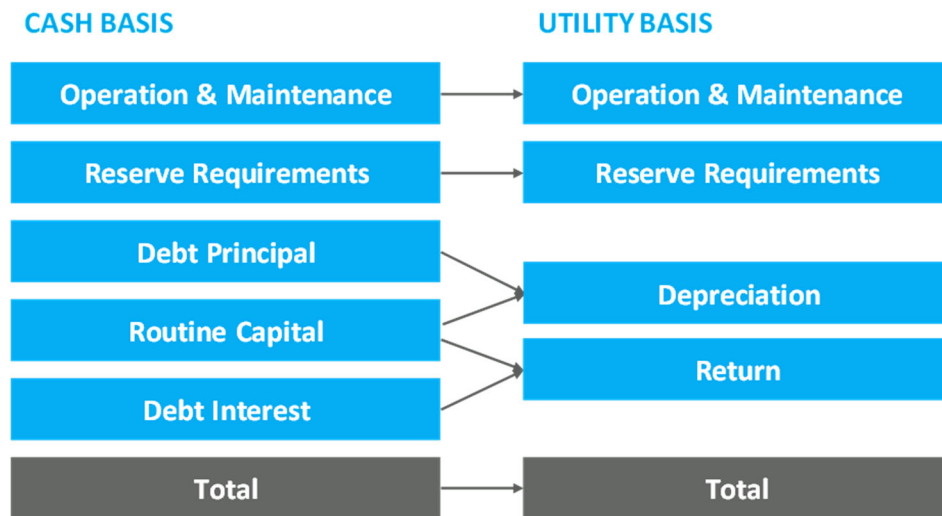 CASH BASIS
UTILITY BASIS
Operation & Maintenance
Operation & Maintenance
Reserve Requirements
Reserve Requirements
Debt Principal
Depreciation
Routine Capital
Return
Debt Interest
Total
Total